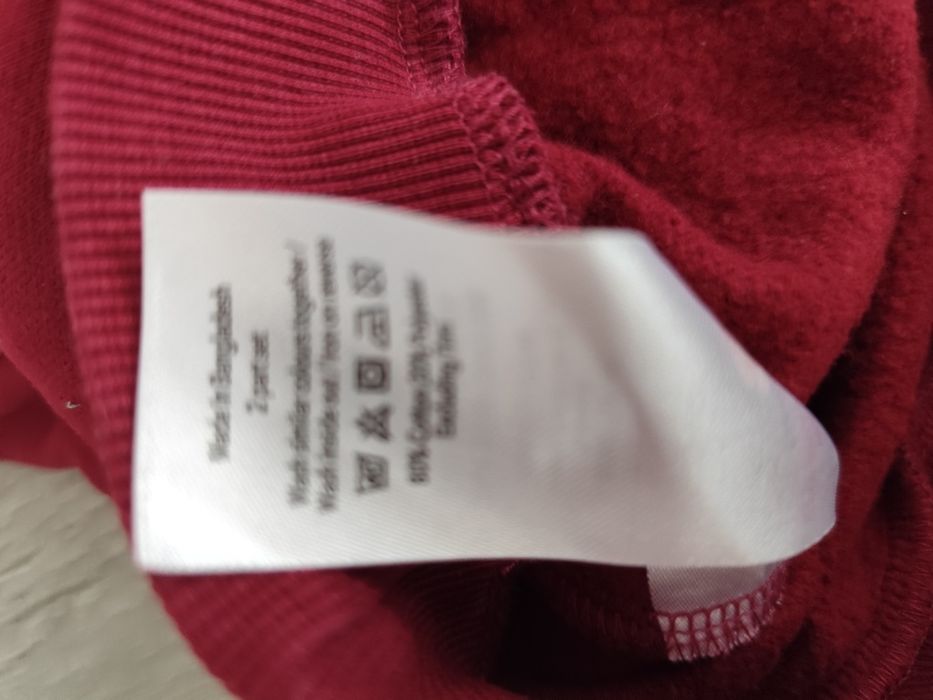 Made in Bangladesh
2 part set
Wash similar colours together /
Wash inside out / Iron on reverse
80% Cotton 20% Polyester
Excluding Trim